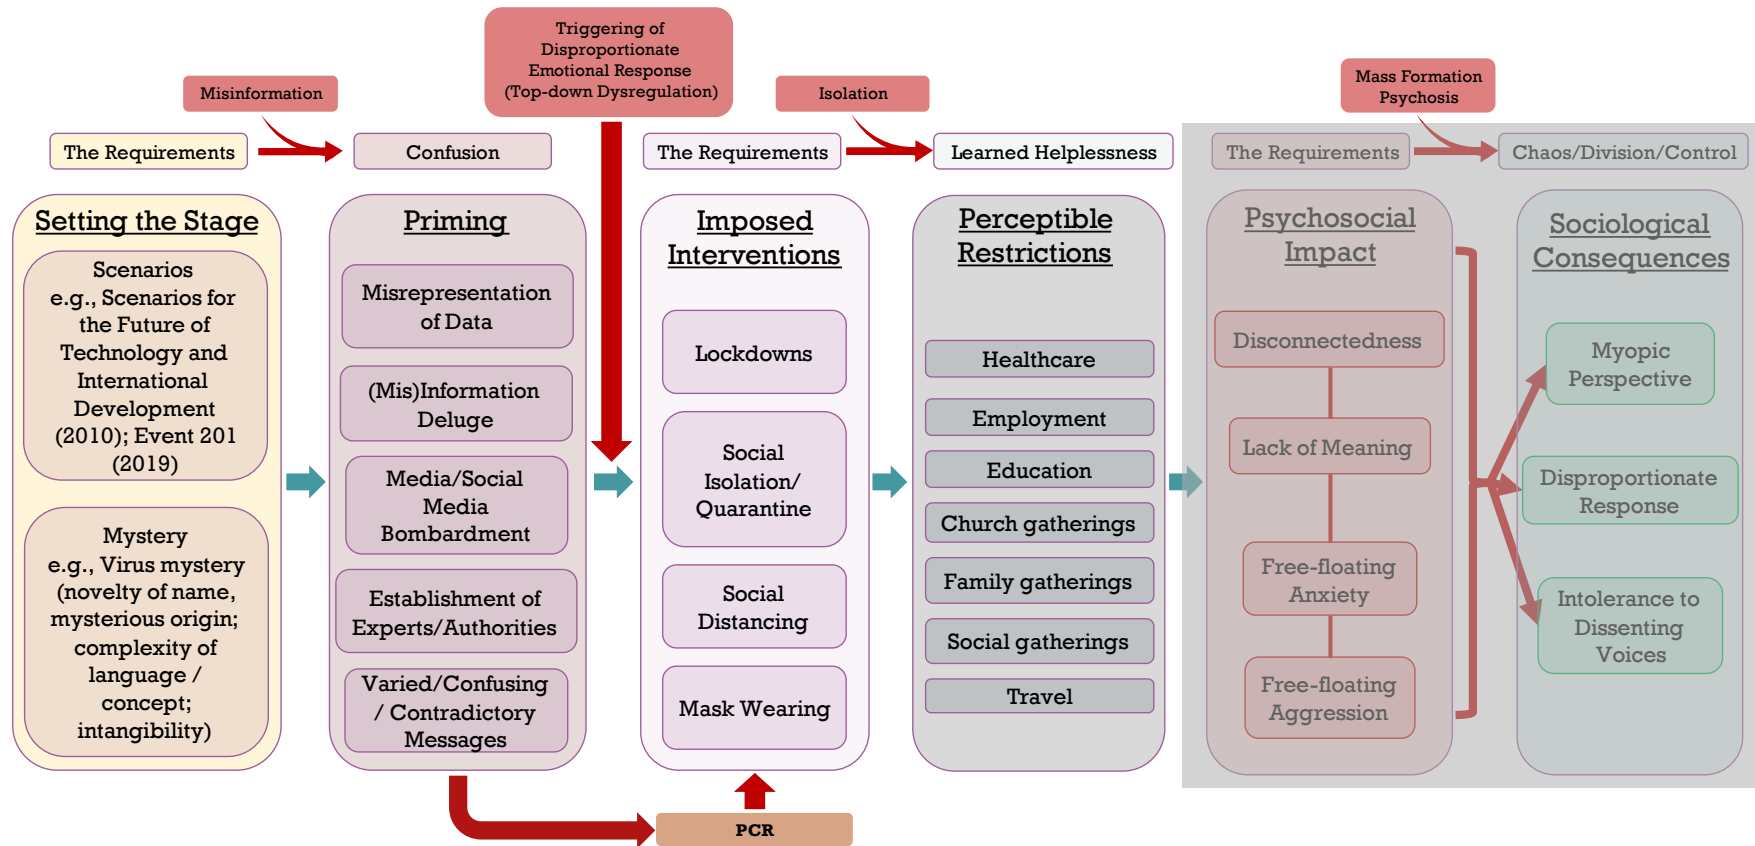 Triggering of
Disproportionate
Emotional Response
(Top-down Dysregulation)
Misinformation
Isolation
Mass Formation
Psychosis
The Requirements
Confusion
The Requirements
Learned Helplessness
The Requirements
Chaos/Division/Control
Setting the Stage
Scenarios
e.g., Scenarios for
the Future of
Technology and
International
Development
(2010); Event 201
(2019)
Mystery
e.g., Virus mystery
(novelty of name,
mysterious origin;
complexity of
language /
concept;
intangibility)
Priming
Misrepresentation
of Data
(Mis)Information
Deluge
Media/Social
Media
Bombardment
Establishment of
Experts/Authorities
Varied/Confusing
/ Contradictory
Messages
Imposed
Interventions
Lockdowns
Social
Isolation/
Quarantine
Social
Distancing
Mask Wearing
PCR
Perceptible
Restrictions
Healthcare
Employment
Education
Church gatherings
Family gatherings
Social gatherings
Travel
Psychosocial
Impact
Disconnectedness
Lack of Meaning
Free-floating
Anxiety
Free-floating
Aggression
Sociological
Consequences
Myopic
Perspective
Disproportionate
Response
Intolerance to
Dissenting
Voices